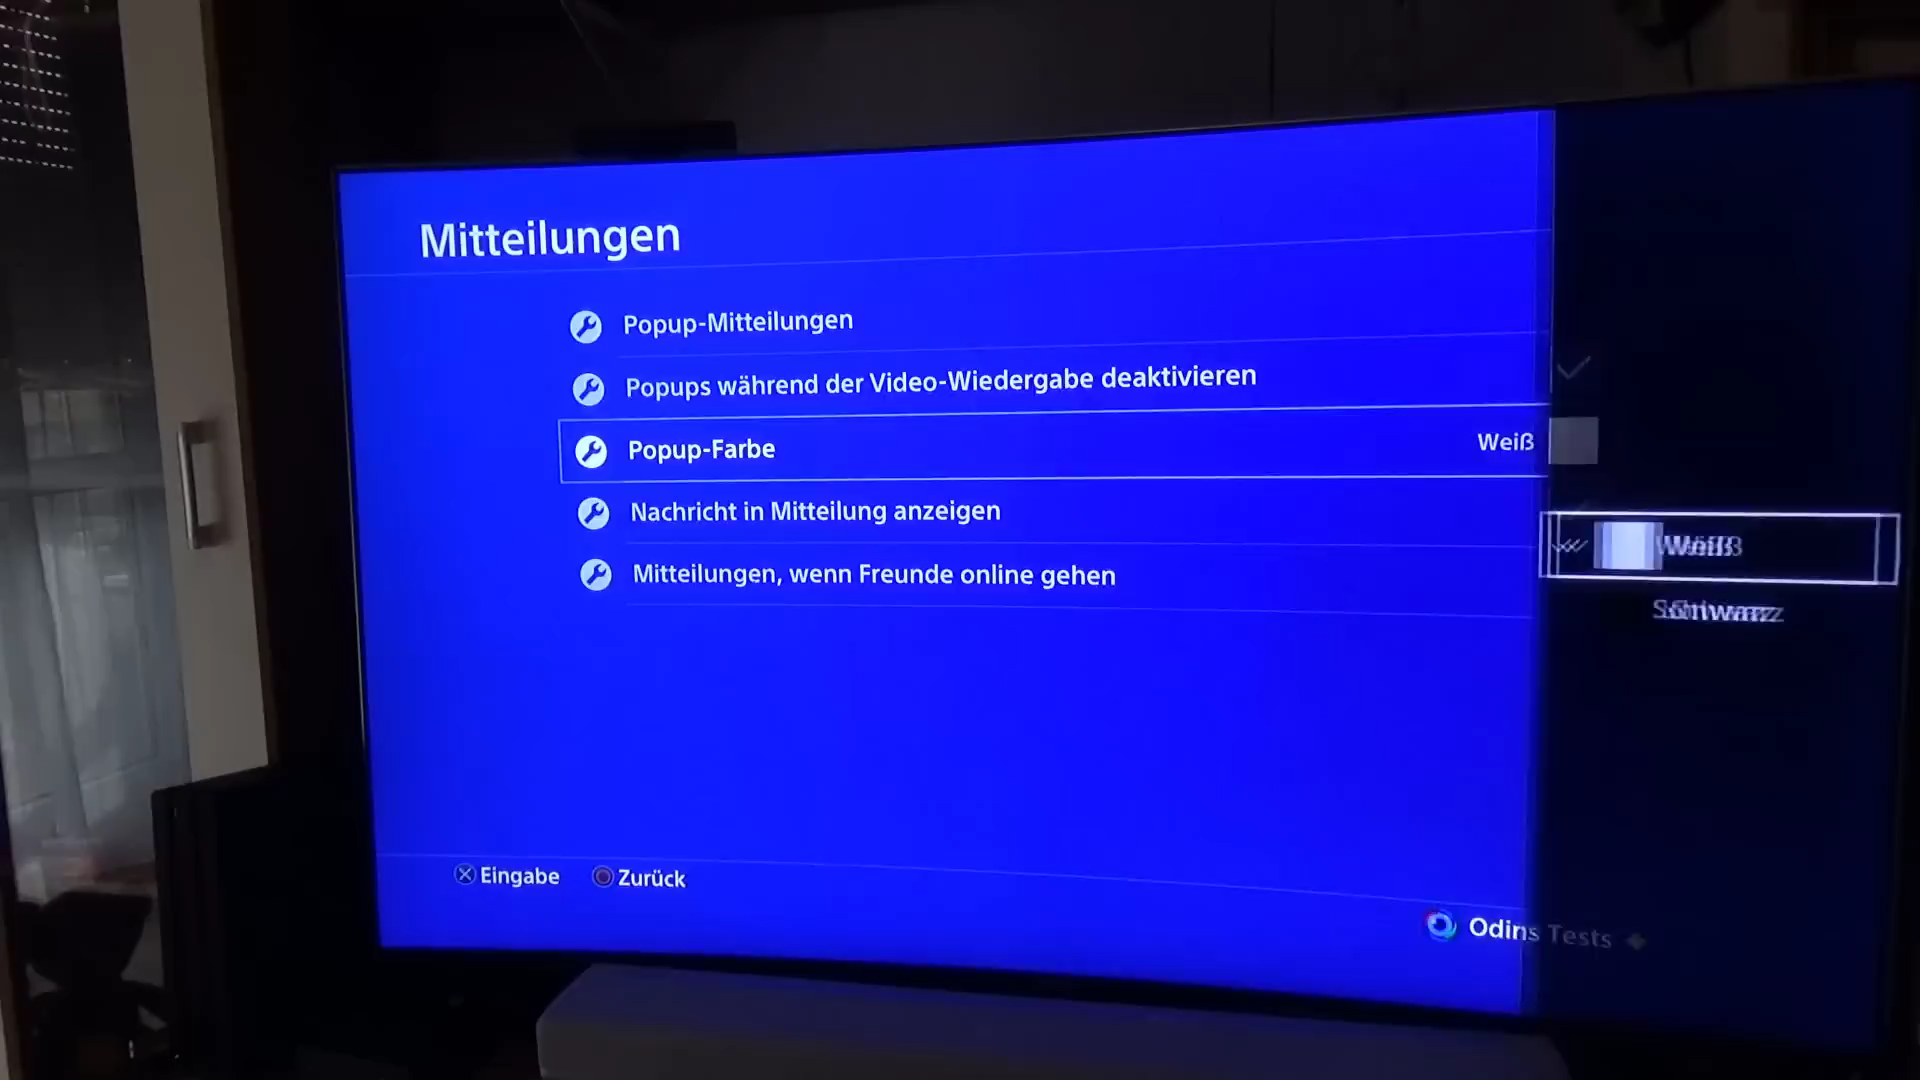 Mitteilungen
Popup-Mitteilungen
Popups während der Video-Wiedergabe deaktivieren
Popup-Farbe Weiß
Nachricht in Mitteilung anzeigen
Mitteilungen, wenn Freunde online gehen
Weiß
Schwarz
Eingabe Zurück
Odins Tests